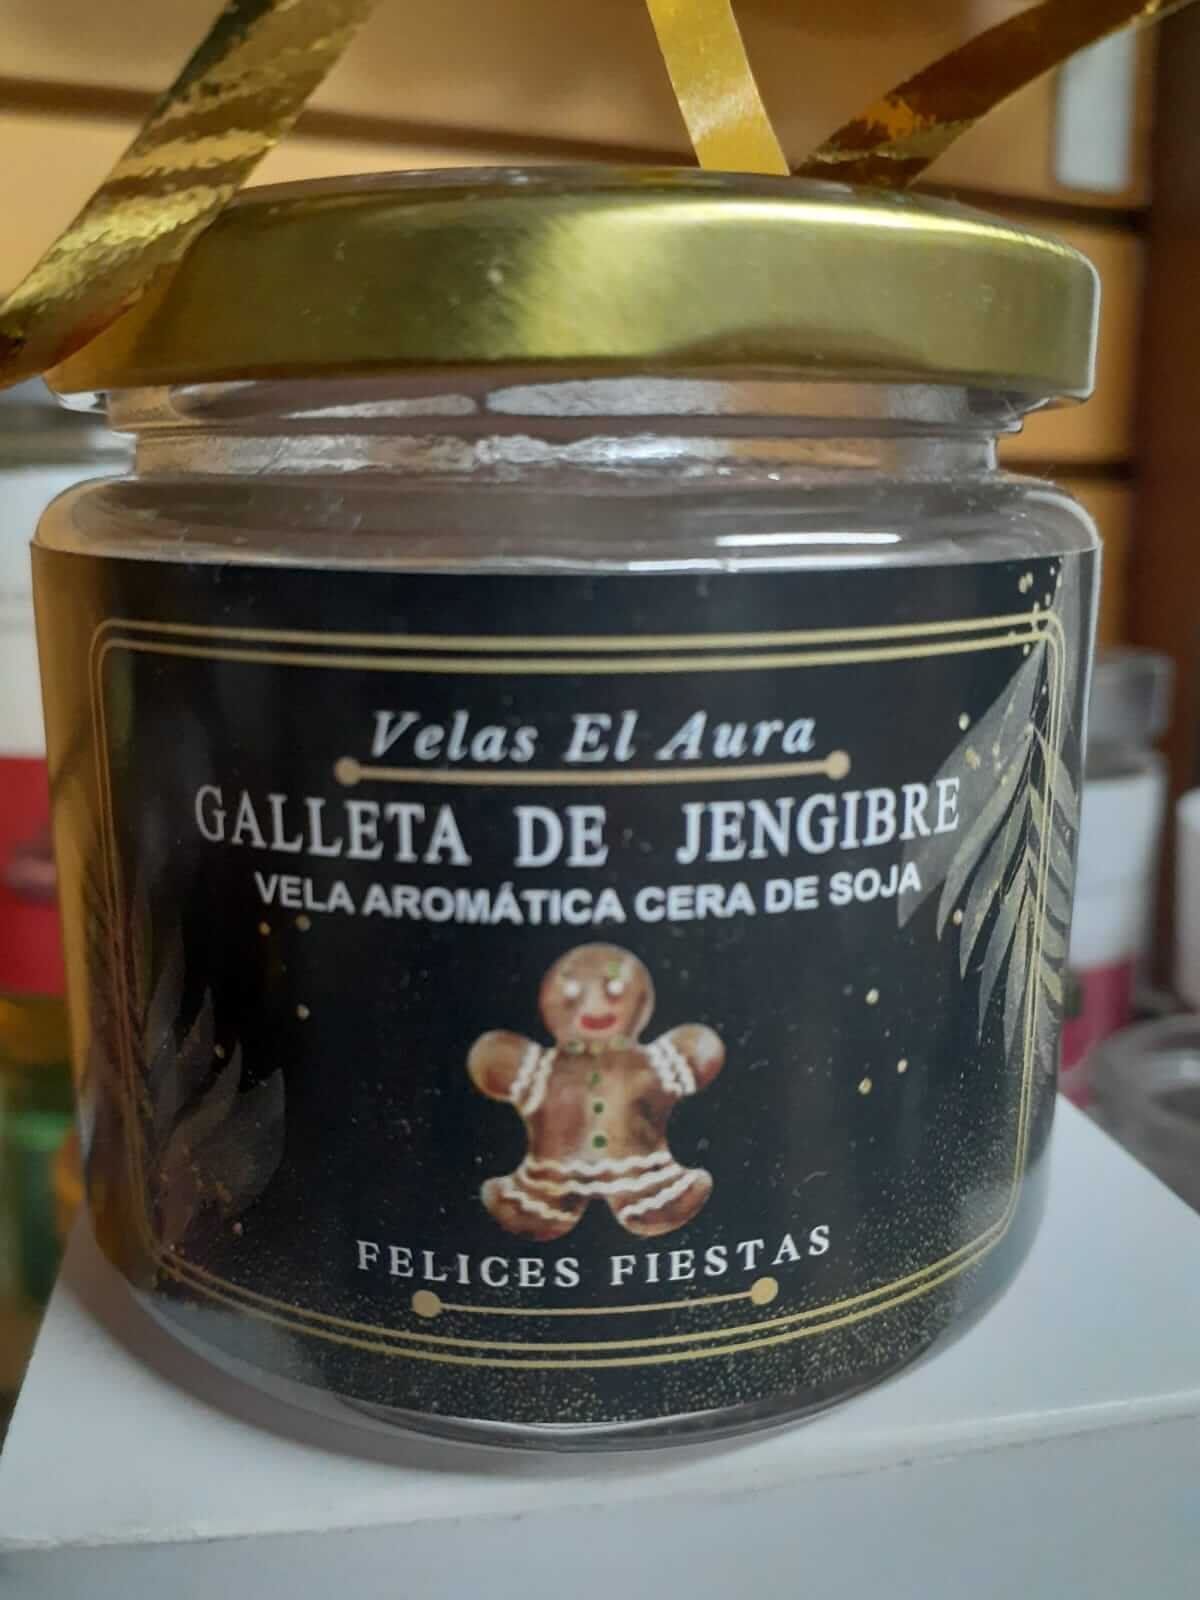 Velas El Aura
GALLETA DE JENGIBRE
VELA AROMÁTICA CERA DE SOJA
FELICES FIESTAS